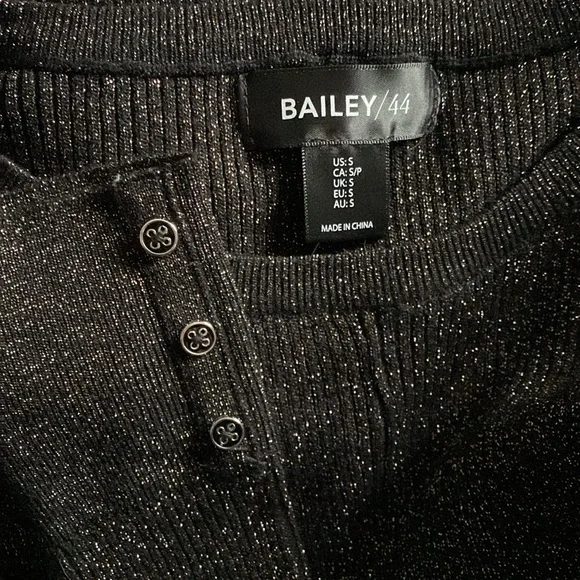 BAILEY/44
US: S
CA: S/P
UK: S
EU: S
AU: S
MADE IN CHINA